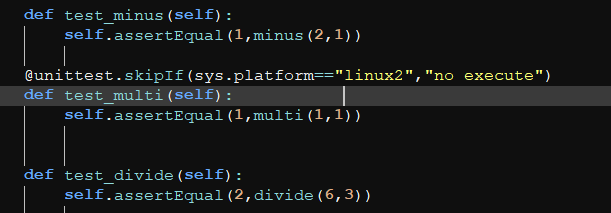 def test_minus(self):
self.assertEqual(1,minus(2,1))
@unittest.skipIf(sys.platform=="linux2","no execute")
def test_multi(self):
self.assertEqual(1,multi(1,1))
def test_divide(self):
self.assertEqual(2,divide(6,3))